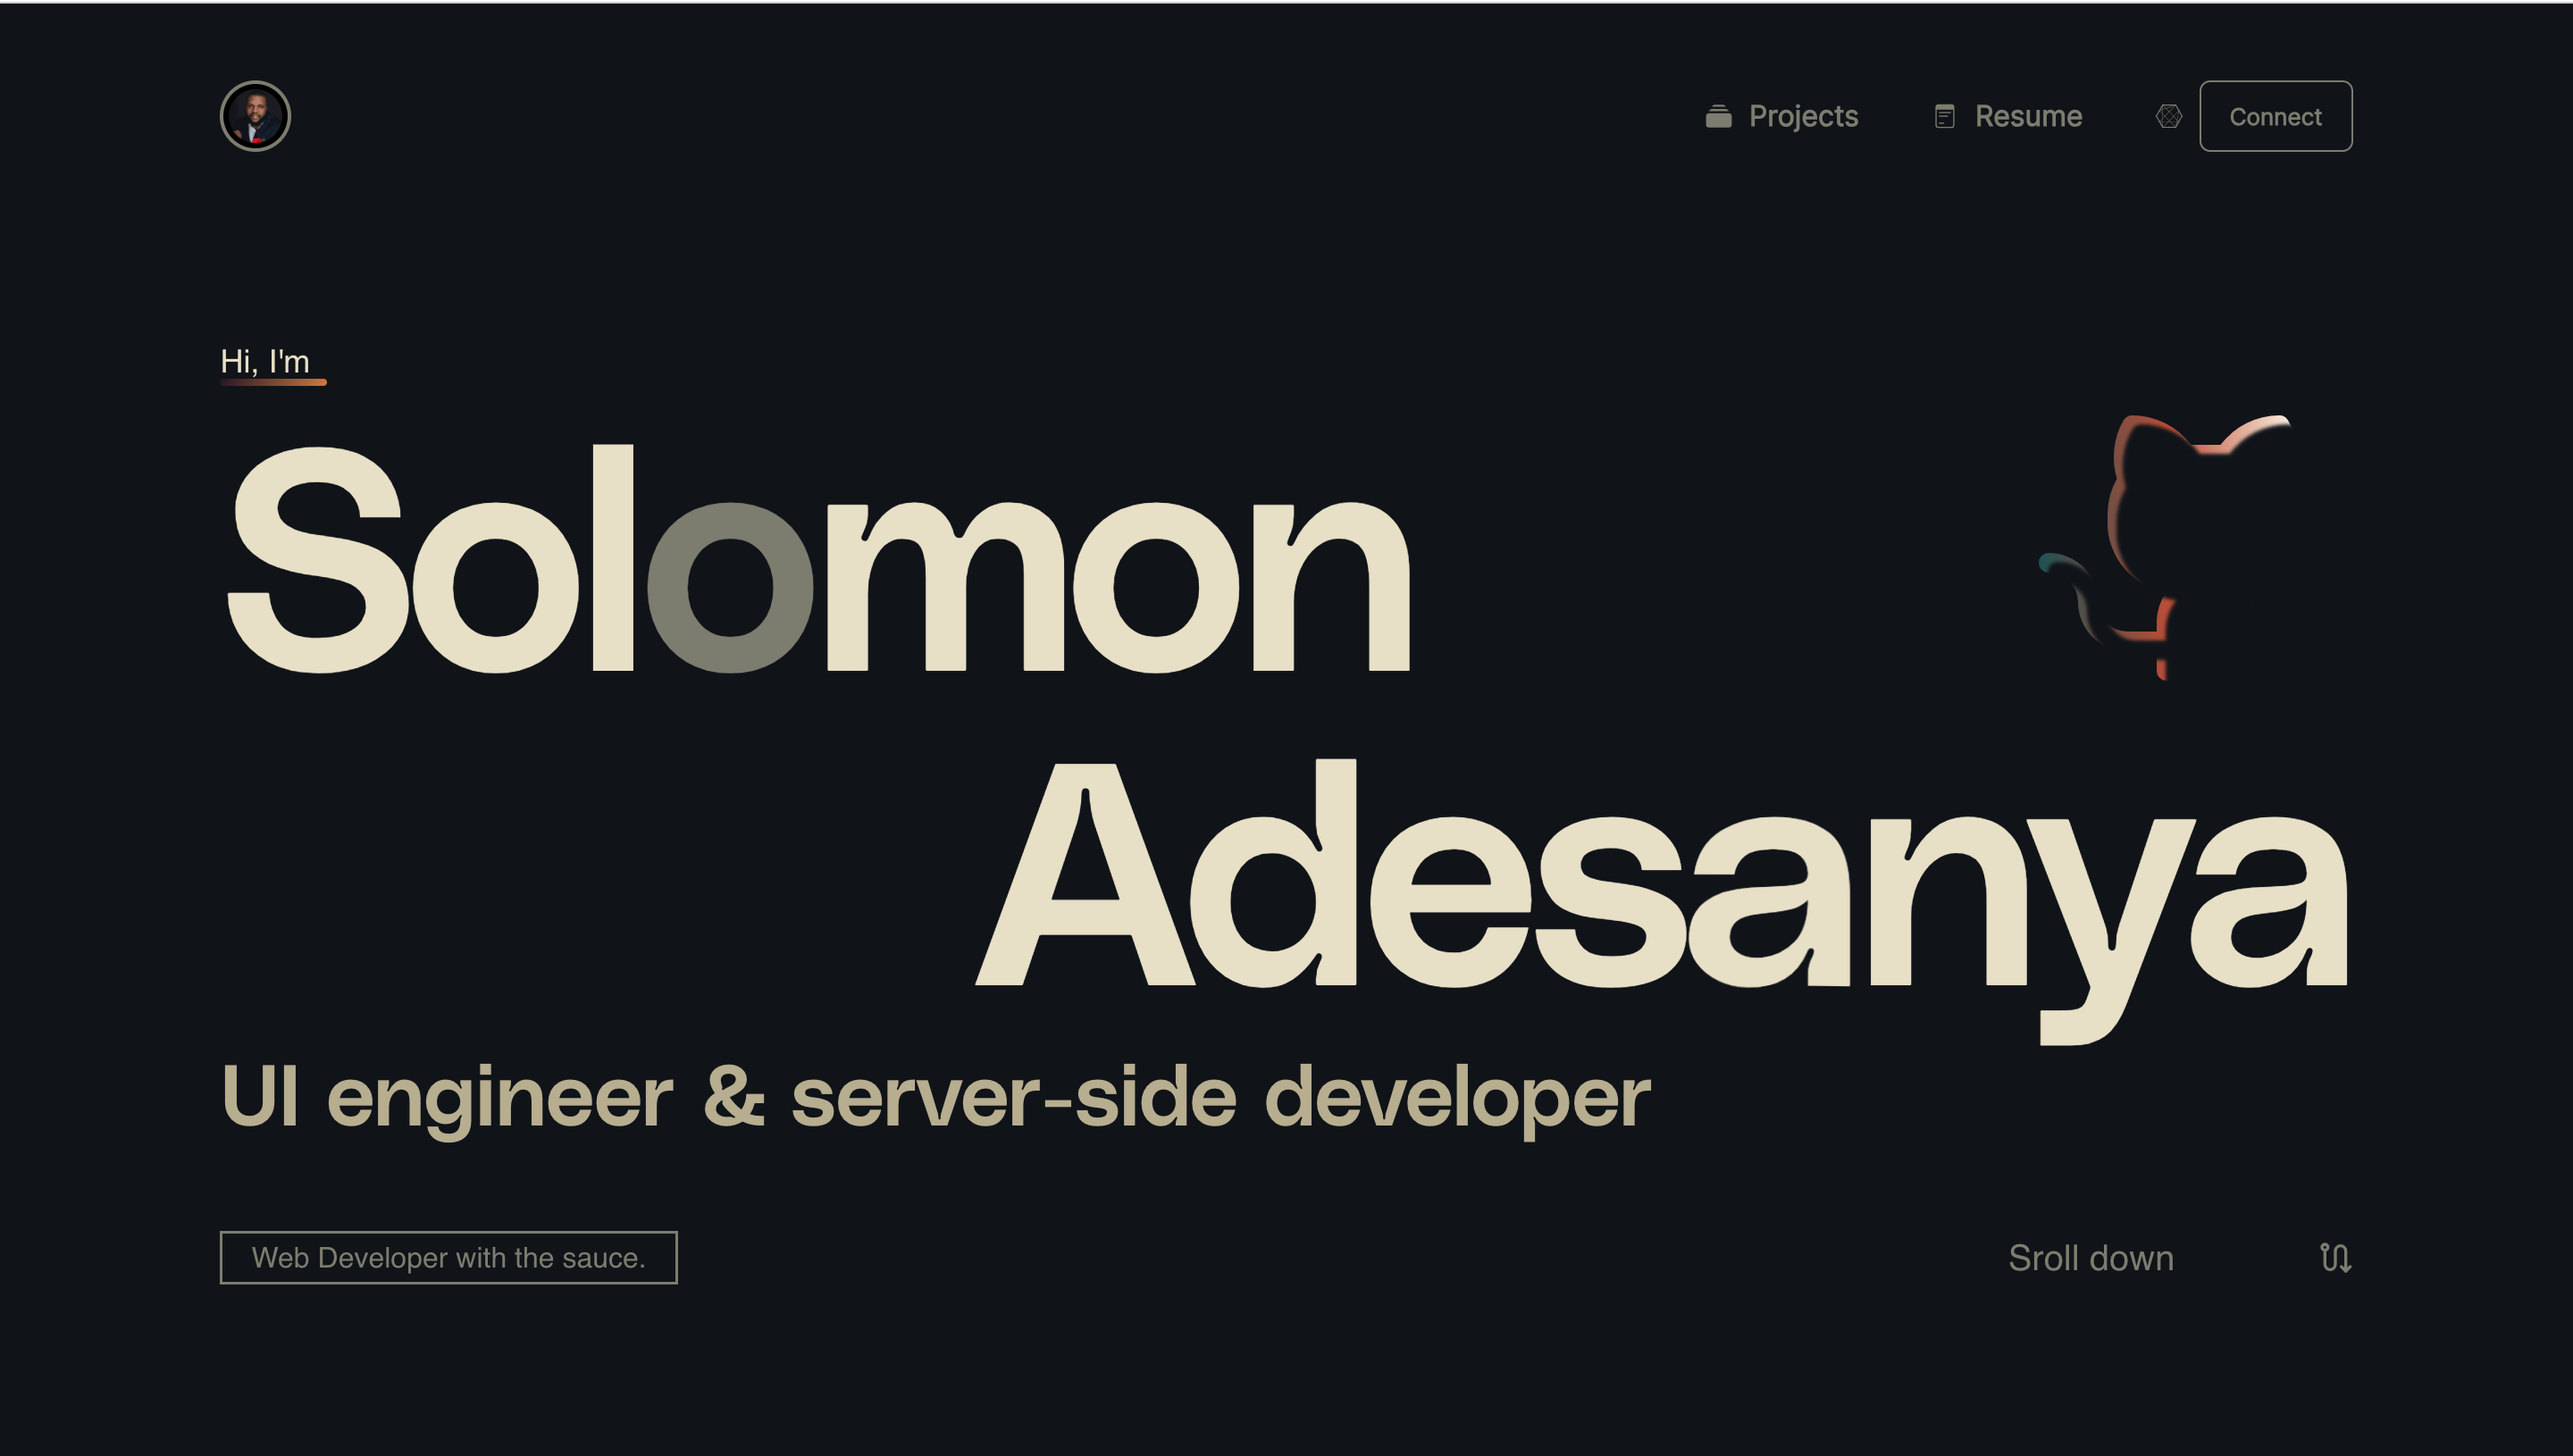 Projects Resume Connect
Hi, I'm
Solomon
Adesanya
UI engineer & server-side developer
Web Developer with the sauce. Sroll down